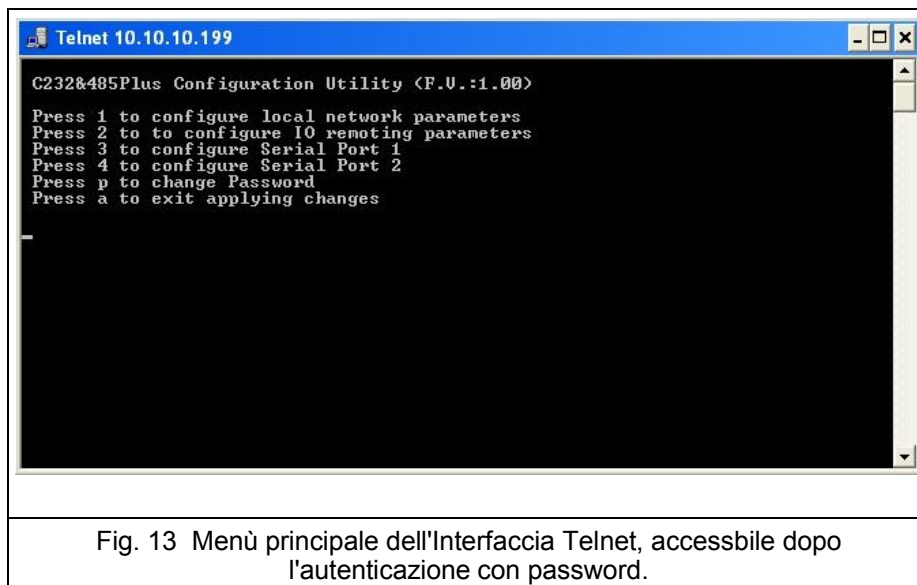 Telnet 10.10.10.199
C232&485Plus Configuration Utility (F.V.:1.00)
Press 1 to configure local network parameters
Press 2 to to configure IO remoting parameters
Press 3 to configure Serial Port 1
Press 4 to configure Serial Port 2
Press p to change Password
Press a to exit applying changes
Fig. 13 Menù principale dell'Interfaccia Telnet, accessbile dopo
l'autenticazione con password.